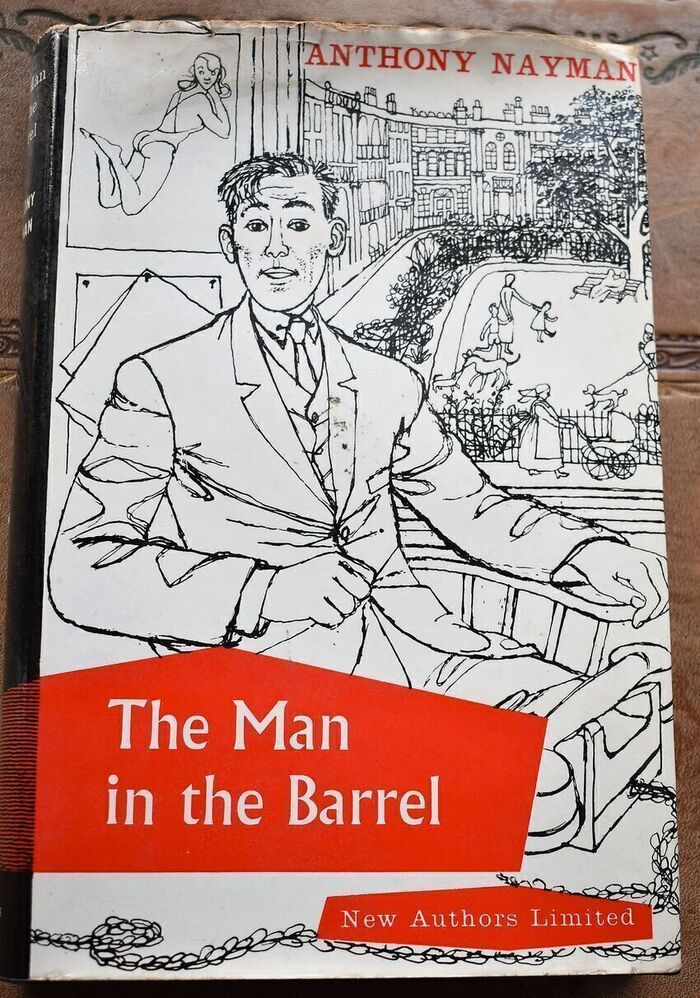 ANTHONY NAYMAN
The Man
in the Barrel
New Authors Limited